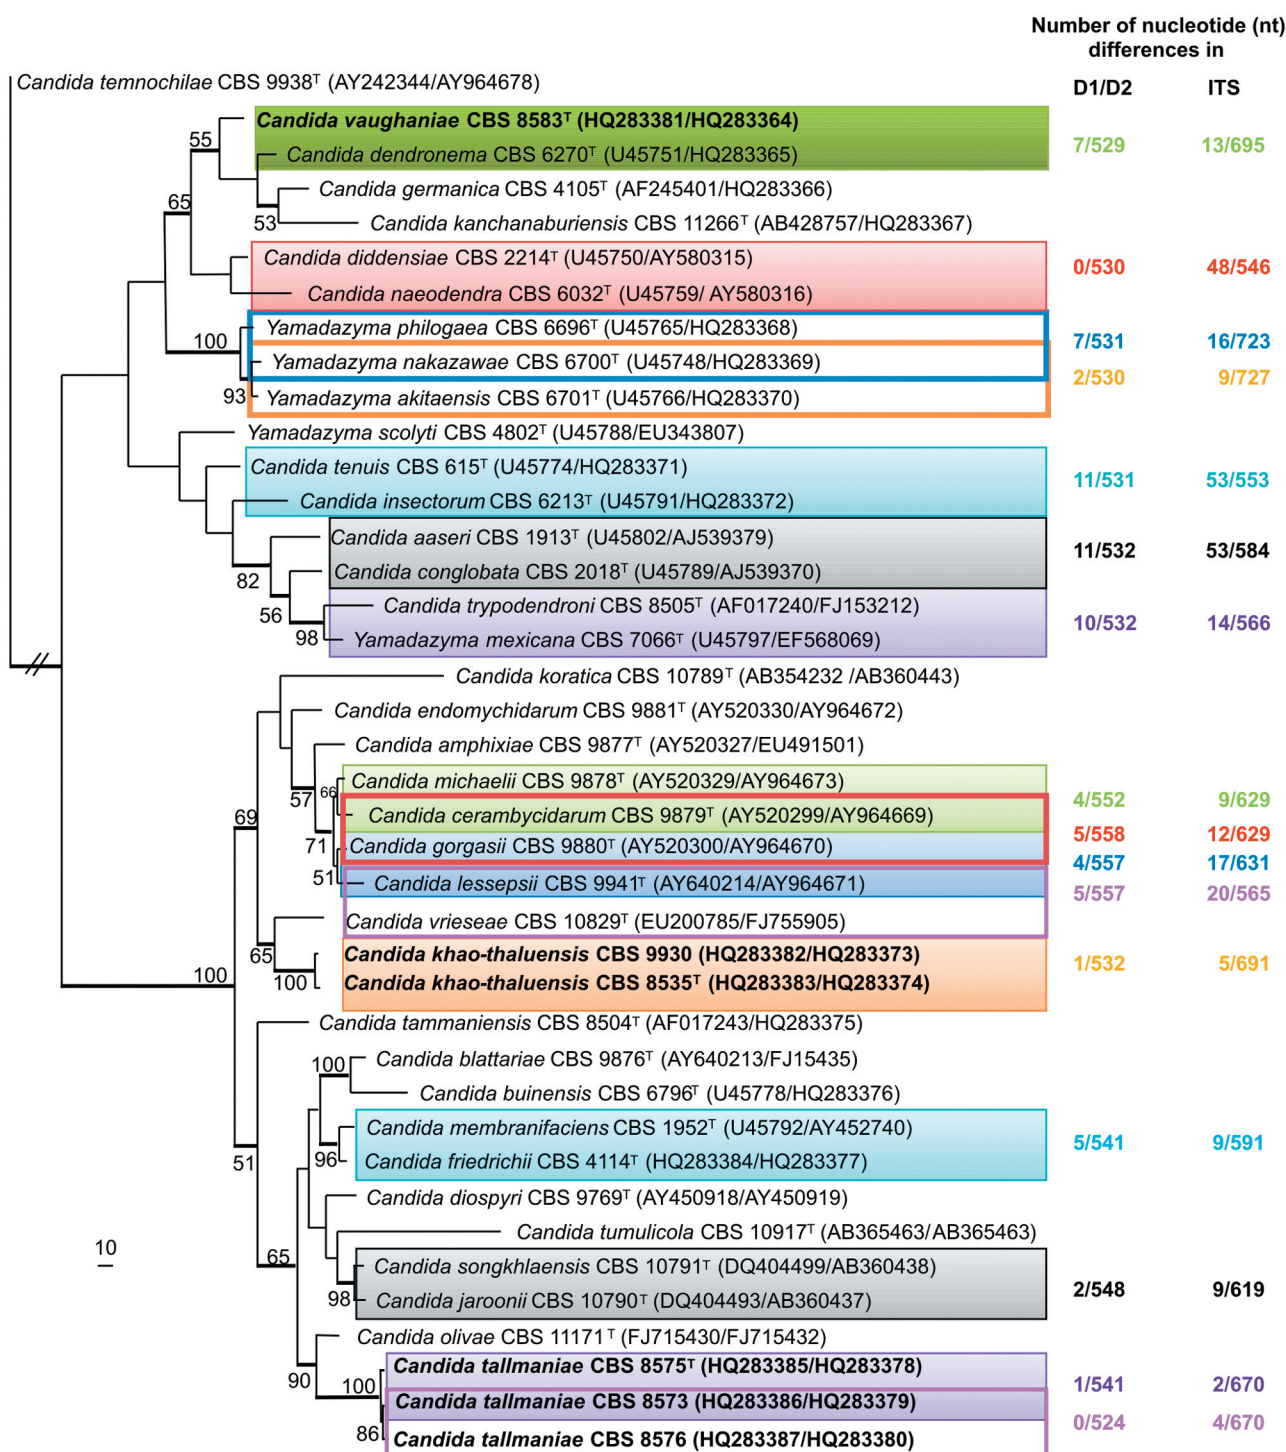 Number of nucleotide (nt)
differences in
D1/D2 ITS
Candida temnochilae CBS 9938ᵀ (AY242344/AY964678)
Candida vaughaniae CBS 8583ᵀ (HQ283381/HQ283364)
55
7/529 13/695
Candida dendronema CBS 6270ᵀ (U45751/HQ283365)
Candida germanica CBS 4105ᵀ (AF245401/HQ283366)
65
53
Candida kanchanaburiensis CBS 11266ᵀ (AB428757/HQ283367)
Candida diddensiae CBS 2214ᵀ (U45750/AY580315)
0/530 48/546
Candida naeodendra CBS 6032ᵀ (U45759/ AY580316)
Yamadazyma philogaea CBS 6696ᵀ (U45765/HQ283368)
100
7/531 16/723
Yamadazyma nakazawae CBS 6700ᵀ (U45748/HQ283369)
2/530 9/727
93
Yamadazyma akitaensis CBS 6701ᵀ (U45766/HQ283370)
Yamadazyma scolyti CBS 4802ᵀ (U45788/EU343807)
Candida tenuis CBS 615ᵀ (U45774/HQ283371)
11/531 53/553
Candida insectorum CBS 6213ᵀ (U45791/HQ283372)
Candida aaseri CBS 1913ᵀ (U45802/AJ539379)
11/532 53/584
Candida conglobata CBS 2018ᵀ (U45789/AJ539370)
82
Candida trypodendroni CBS 8505ᵀ (AF017240/FJ153212)
56
10/532 14/566
98
Yamadazyma mexicana CBS 7066ᵀ (U45797/EF568069)
Candida koratica CBS 10789ᵀ (AB354232 /AB360443)
Candida endomychidarum CBS 9881ᵀ (AY520330/AY964672)
Candida amphixiae CBS 9877ᵀ (AY520327/EU491501)
Candida michaelii CBS 9878ᵀ (AY520329/AY964673)
57
66
4/552 9/629
69
Candida cerambycidarum CBS 9879ᵀ (AY520299/AY964669)
5/558 12/629
71
Candida gorgasii CBS 9880ᵀ (AY520300/AY964670)
4/557 17/631
51
Candida lessepsii CBS 9941ᵀ (AY640214/AY964671)
5/557 20/565
Candida vrieseae CBS 10829ᵀ (EU200785/FJ755905)
65
Candida khao-thaluensis CBS 9930 (HQ283382/HQ283373)
1/532 5/691
100
100
Candida khao-thaluensis CBS 8535ᵀ (HQ283383/HQ283374)
Candida tammaniensis CBS 8504ᵀ (AF017243/HQ283375)
100
Candida blattariae CBS 9876ᵀ (AY640213/FJ15435)
Candida buinensis CBS 6796ᵀ (U45778/HQ283376)
Candida membranifaciens CBS 1952ᵀ (U45792/AY452740)
5/541 9/591
51
96
Candida friedrichii CBS 4114ᵀ (HQ283384/HQ283377)
Candida diospyri CBS 9769ᵀ (AY450918/AY450919)
Candida tumulicola CBS 10917ᵀ (AB365463/AB365463)
10
65
Candida songkhlaensis CBS 10791ᵀ (DQ404499/AB360438)
2/548 9/619
98
Candida jaroonii CBS 10790ᵀ (DQ404493/AB360437)
Candida olivae CBS 11171 ᵀ (FJ715430/FJ715432)
Candida tallmaniae CBS 8575ᵀ (HQ283385/HQ283378)
90
100
1/541 2/670
Candida tallmaniae CBS 8573 (HQ283386/HQ283379)
0/524 4/670
86
Candida tallmaniae CBS 8576 (HQ283387/HQ283380)